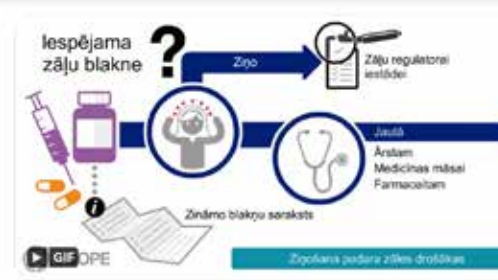 Iespējama
zāļu blakne
?
Ziņo
Zāļu regulatorai
iestādei
Jautā
Ārstam
Medicīnas māsai
Farmaceitam
i
Zināmo blakņu saraksts
GIF
OPE
Ziņošana padara zāles drošākas